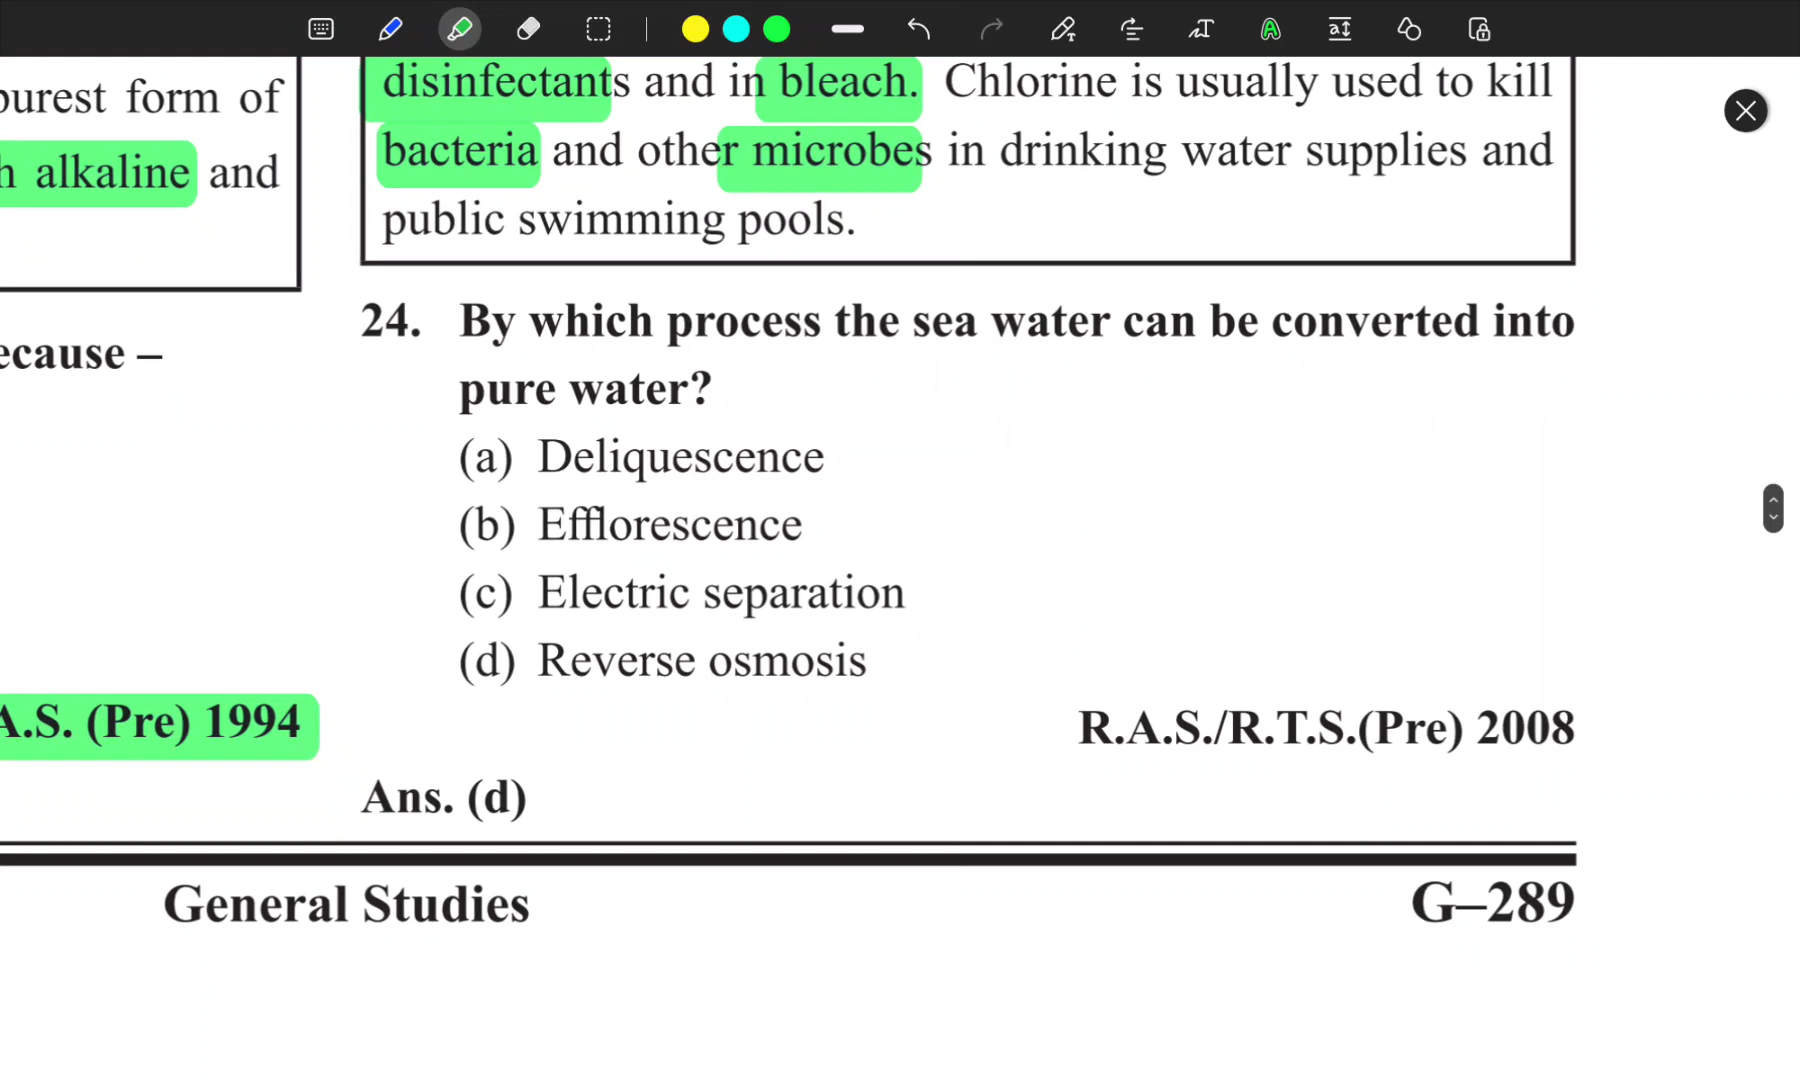 purest form of
h alkaline and
ecause –
A.S. (Pre) 1994
disinfectants and in bleach. Chlorine is usually used to kill
bacteria and other microbes in drinking water supplies and
public swimming pools.
24. By which process the sea water can be converted into
pure water?
(a) Deliquescence
(b) Efflorescence
(c) Electric separation
(d) Reverse osmosis
R.A.S./R.T.S.(Pre) 2008
Ans. (d)
General Studies
G–289